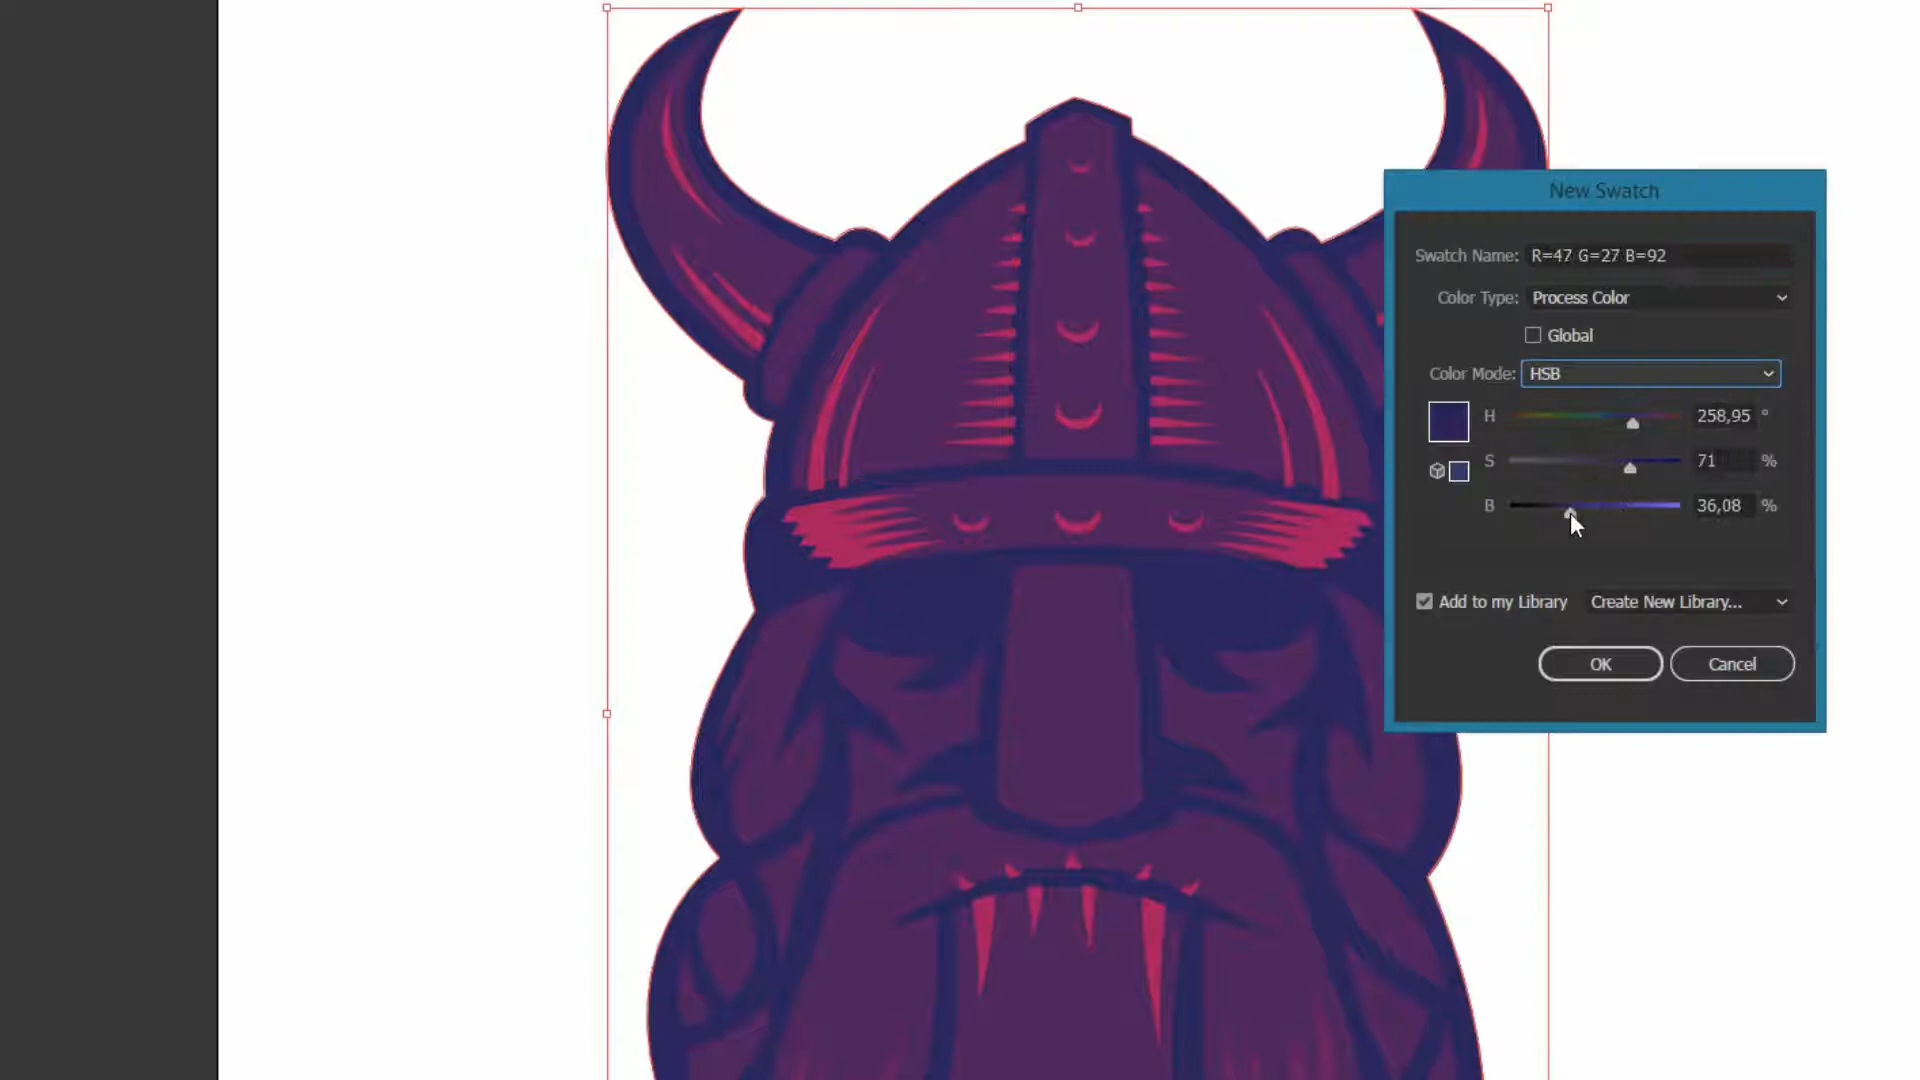 New Swatch
Swatch Name: R=47 G=27 B=92
Color Type: Process Color
Global
Color Mode: HSB
H 258,95 °
S 71 %
B 36,08 %
Add to my Library Create New Library...
OK Cancel